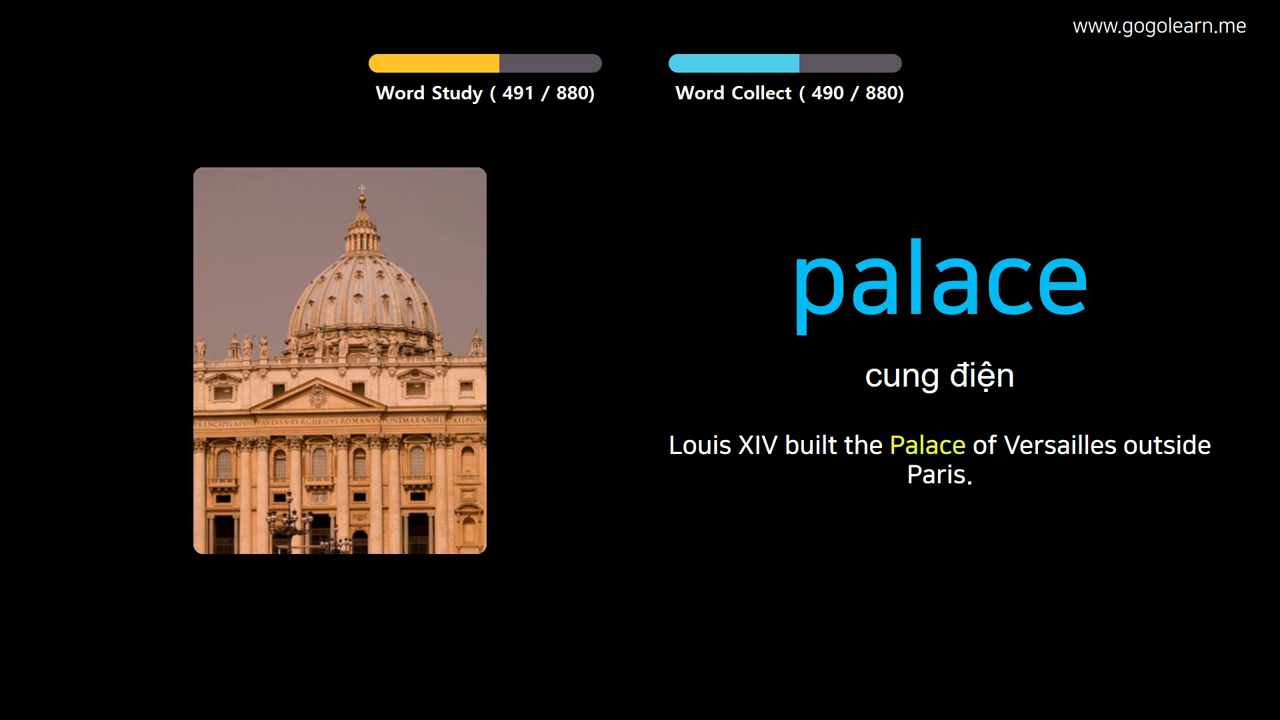 www.gogolearn.me
Word Study ( 491 / 880)
Word Collect ( 490 / 880)
palace
cung điện
Louis XIV built the Palace of Versailles outside
Paris.